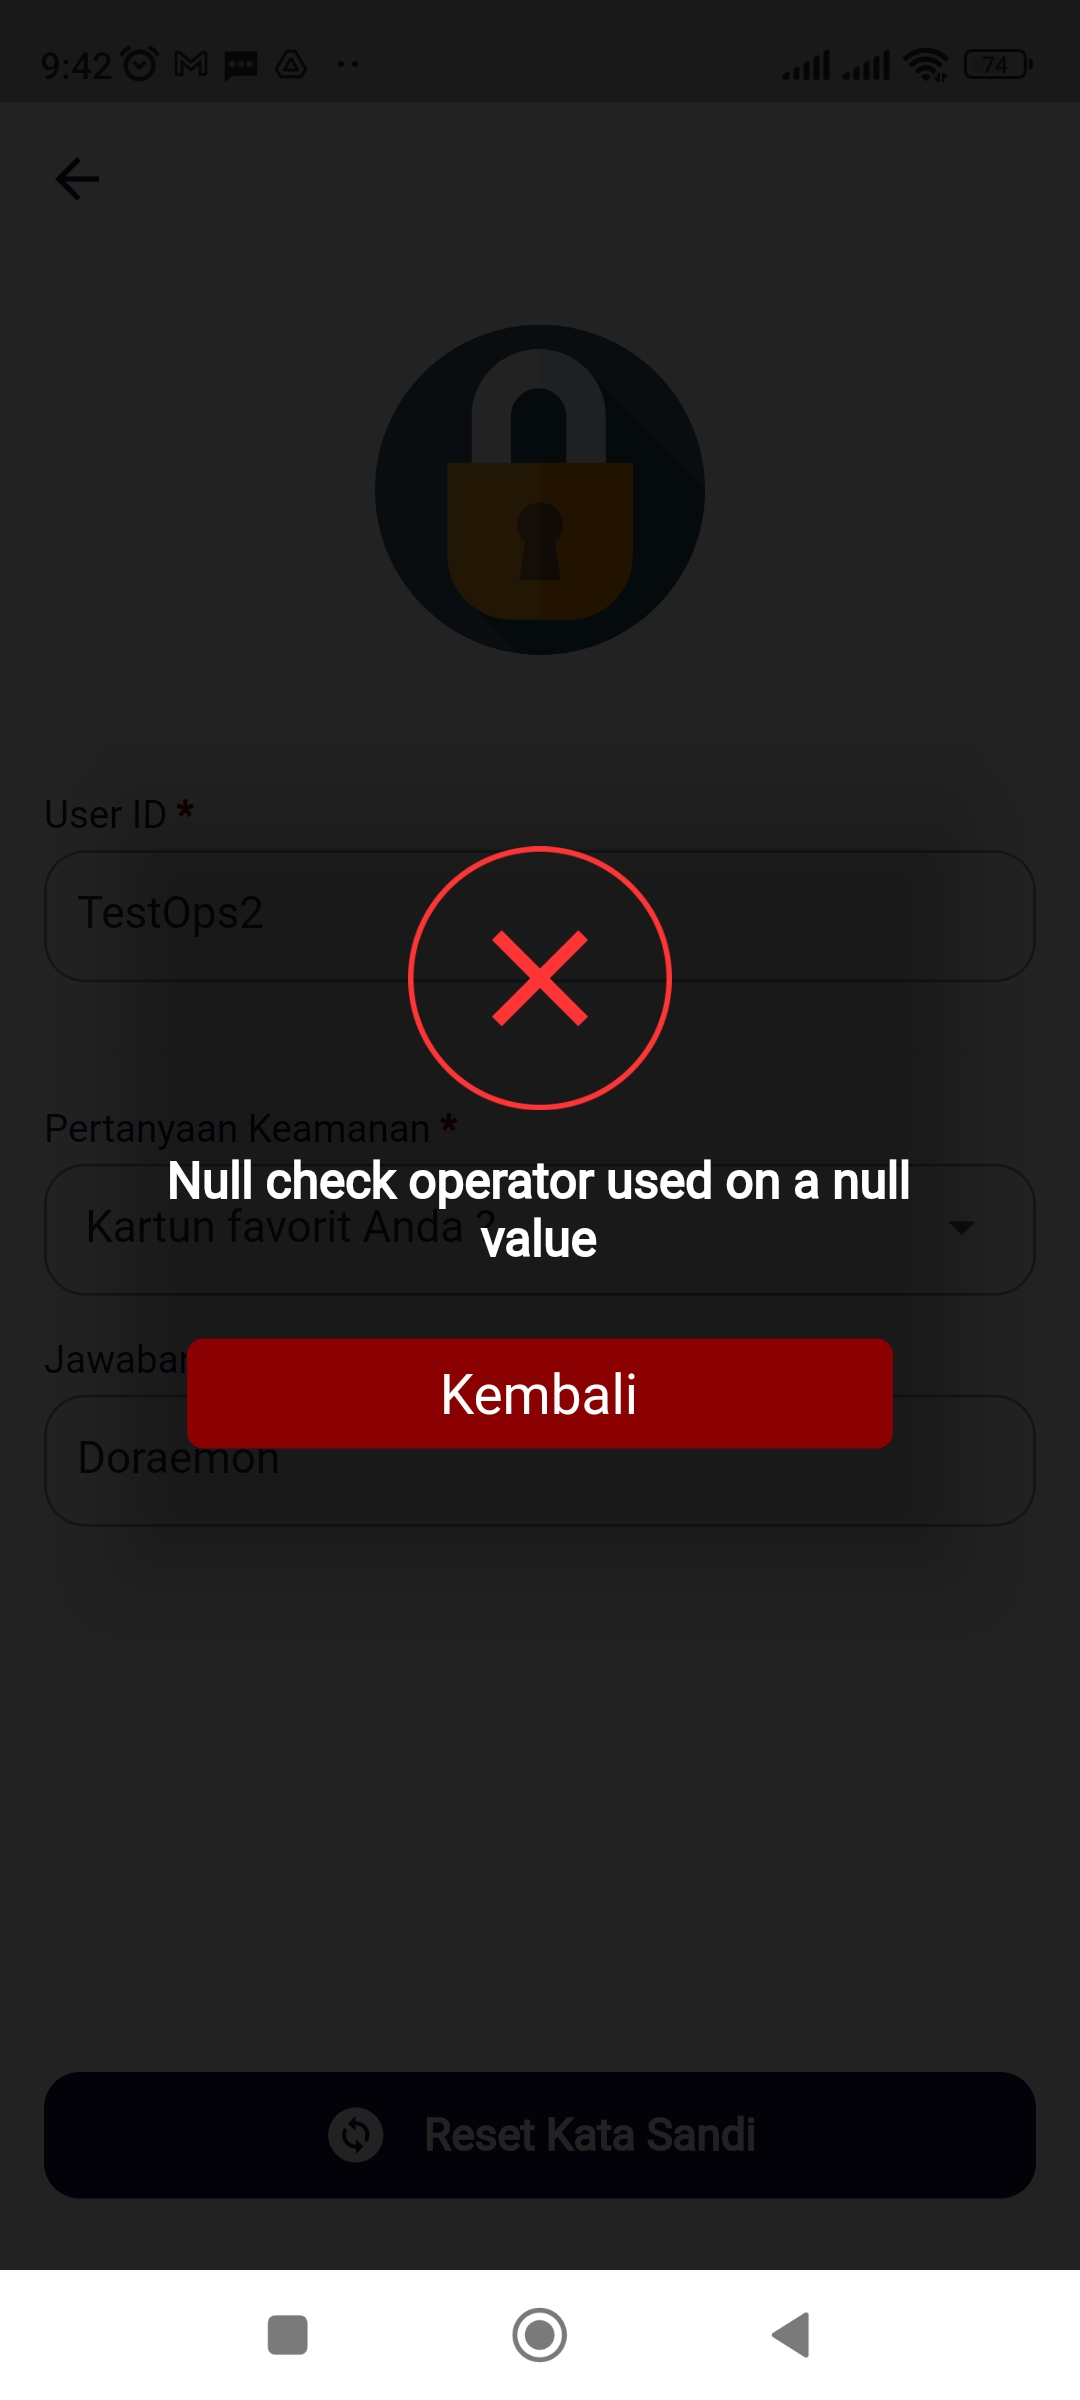 9:42
74
User ID *
TestOps2
Pertanyaan Keamanan *
Null check operator used on a null
Kartun favorit Anda ?
value
Jawaban
Kembali
Doraemon
Reset Kata Sandi